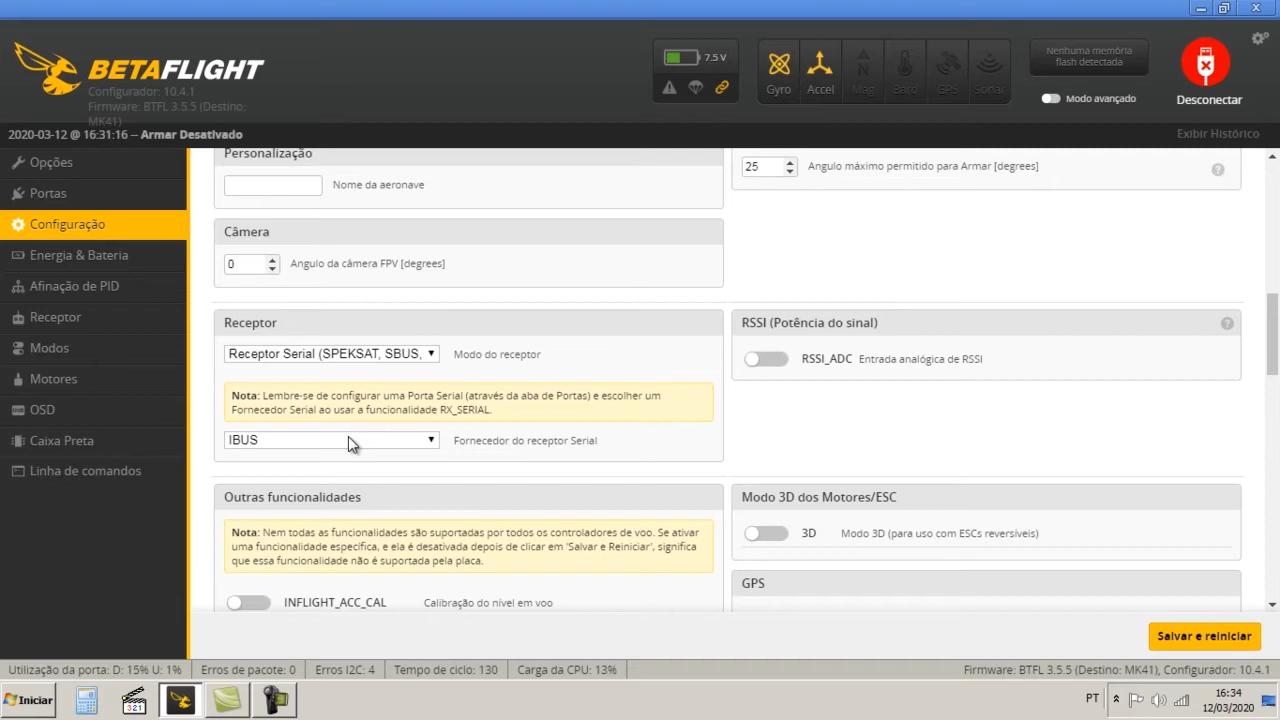 BETAFLIGHT
Configurador: 10.4.1
Firmware: BTFL 3.5.5 (Destino:
MK41)
7.5 V
Gyro
Accel
Mag
Baro
GPS
Sonar
Nenhuma memória
flash detectada
Modo avançado
Desconectar
2020-03-12 @ 16:31:16 -- Armar Desativado
Exibir Histórico
Opções
Portas
Configuração
Energia & Bateria
Afinação de PID
Receptor
Modos
Motores
OSD
Caixa Preta
Linha de comandos
Personalização
Nome da aeronave
25 Angulo máximo permitido para Armar [degrees]
Câmera
0 Angulo da câmera FPV [degrees]
Receptor
Receptor Serial (SPEKSAT, SBUS, Modo do receptor
Nota: Lembre-se de configurar uma Porta Serial (através da aba de Portas) e escolher um
Fornecedor Serial ao usar a funcionalidade RX_SERIAL.
IBUS Fornecedor do receptor Serial
RSSI (Potência do sinal)
RSSI_ADC Entrada analógica de RSSI
Outras funcionalidades
Nota: Nem todas as funcionalidades são suportadas por todos os controladores de voo. Se ativar
uma funcionalidade específica, e ela é desativada depois de clicar em 'Salvar e Reiniciar', significa
que essa funcionalidade não é suportada pela placa.
INFLIGHT_ACC_CAL Calibração do nível em voo
Modo 3D dos Motores/ESC
3D Modo 3D (para uso com ESCs reversíveis)
GPS
Salvar e reiniciar
Utilização da porta: D: 15% U: 1% Erros de pacote: 0 Erros I2C: 4 Tempo de ciclo: 130 Carga da CPU: 13% Firmware: BTFL 3.5.5 (Destino: MK41), Configurador: 10.4.1
Iniciar
321
PT
16:34
12/03/2020